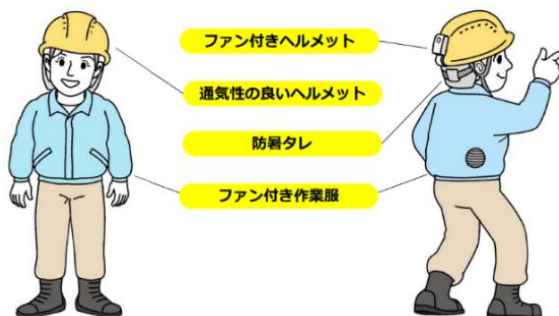 ファン付きヘルメット
通気性の良いヘルメット
防暑タレ
ファン付き作業服